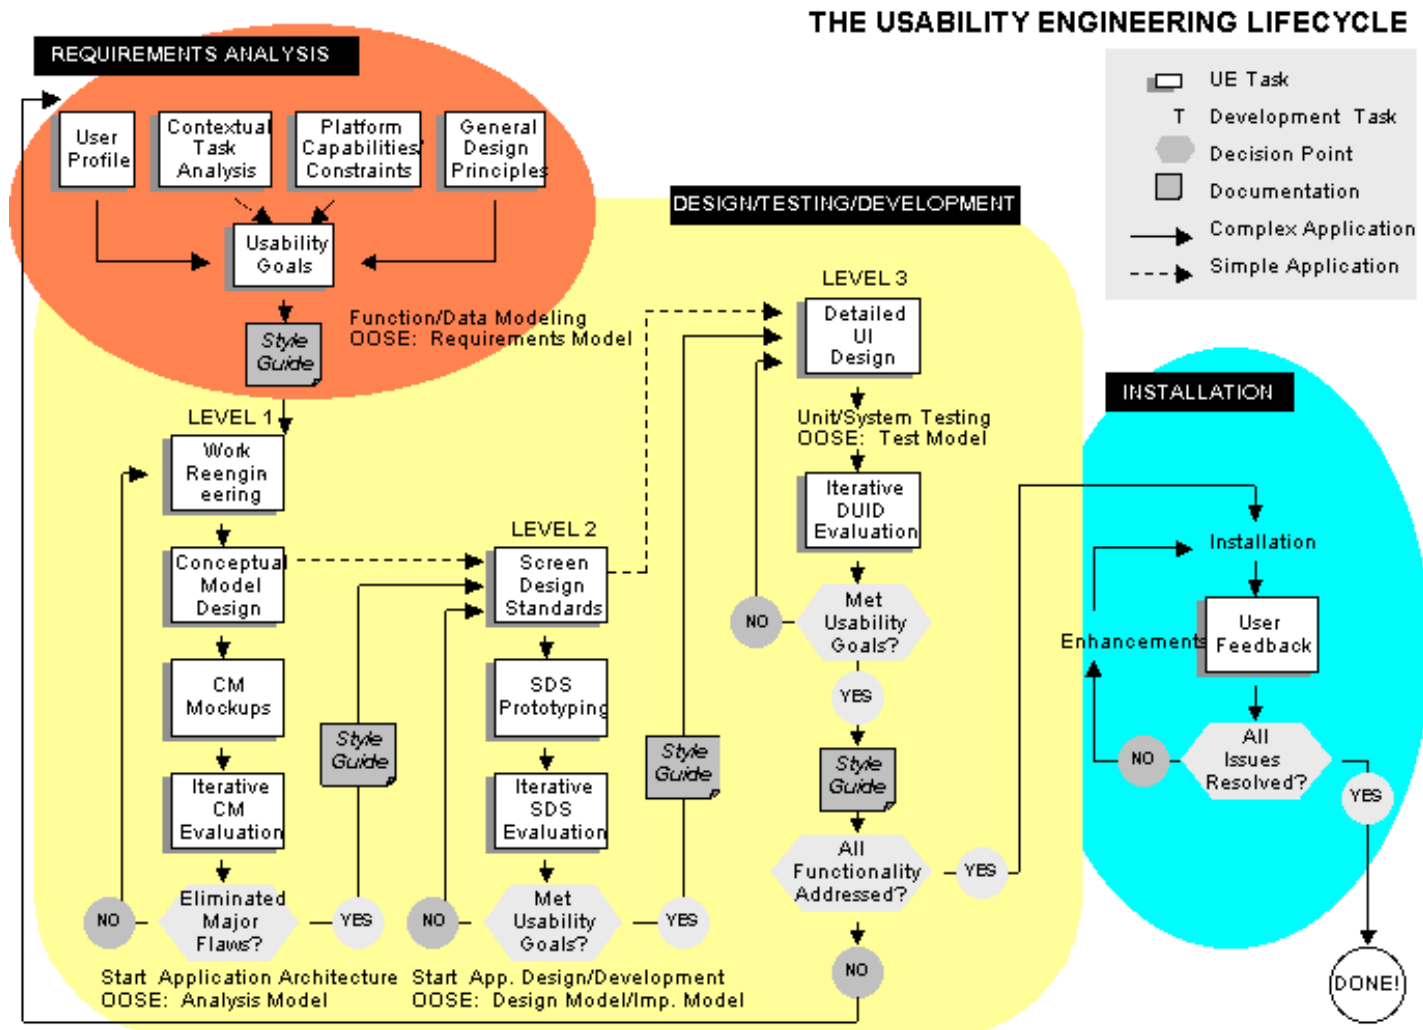 THE USABILITY ENGINEERING LIFECYCLE
REQUIREMENTS ANALYSIS
UE Task
T Development Task
Decision Point
Documentation
Complex Application
Simple Application
User
Profile
Contextual
Task
Analysis
Platform
Capabilities/
Constraints
General
Design
Principles
Usability
Goals
Style
Guide
Function/Data Modeling
OOSE: Requirements Model
DESIGN/TESTING/DEVELOPMENT
LEVEL 1
Work
Reengin
eering
Conceptual
Model
Design
CM
Mockups
Iterative
CM
Evaluation
Eliminated
Major
Flaws?
NO
YES
Style
Guide
Start Application Architecture
OOSE: Analysis Model
LEVEL 2
Screen
Design
Standards
SDS
Prototyping
Iterative
SDS
Evaluation
Met
Usability
Goals?
NO
YES
Style
Guide
Start App. Design/Development
OOSE: Design Model/Imp. Model
LEVEL 3
Detailed
UI
Design
Unit/System Testing
OOSE: Test Model
Iterative
DUID
Evaluation
Met
Usability
Goals?
NO
YES
Style
Guide
All
Functionality
Addressed?
YES
NO
INSTALLATION
Installation
Enhancements
User
Feedback
All
Issues
Resolved?
NO
YES
DONE!